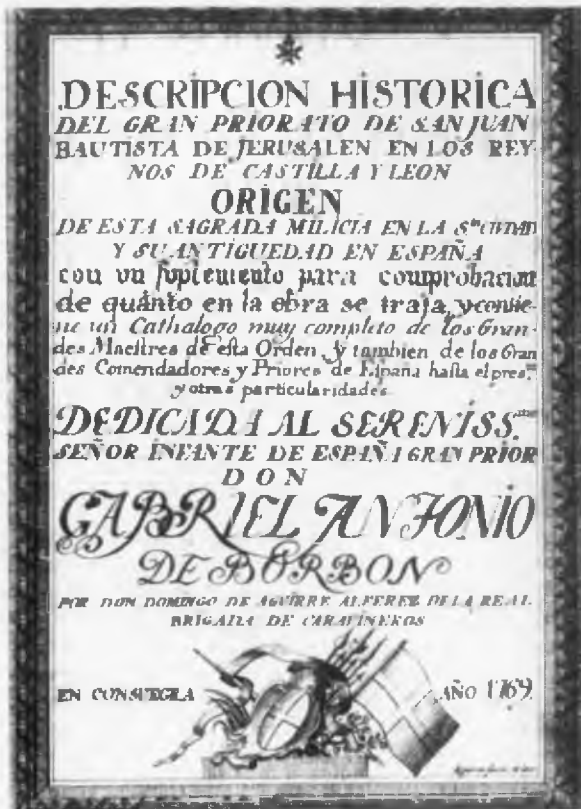 DESCRIPCION HISTORICA
DEL GRAN PRIORATO DE SAN JUAN
BAUTISTA DE JERUSALEN EN LOS REY-
NOS DE CASTILLA Y LEON
ORIGEN
DE ESTA SAGRADA MILICIA EN LA Sta CIUDAD
Y SU ANTIGUEDAD EN ESPAÑA
con un suplemento para comprobacion
de quánto en la obra se traja, y contie-
ne un Cathalogo muy completo de los Gran-
des Maestres de esta Orden, y tambien de los Gran
des Comendadores y Priores de España hasta el pres.te
y otras particularidades.
DEDICADA AL SERENISS.mo
SEÑOR INFANTE DE ESPAÑA GRAN PRIOR
DON
GABRIEL ANTONIO
DE BORBON
POR DON DOMINGO DE AGUIRRE ALFEREZ DE LA REAL
BRIGADA DE CARAVINEROS
EN CONSUEGRA AÑO 1769